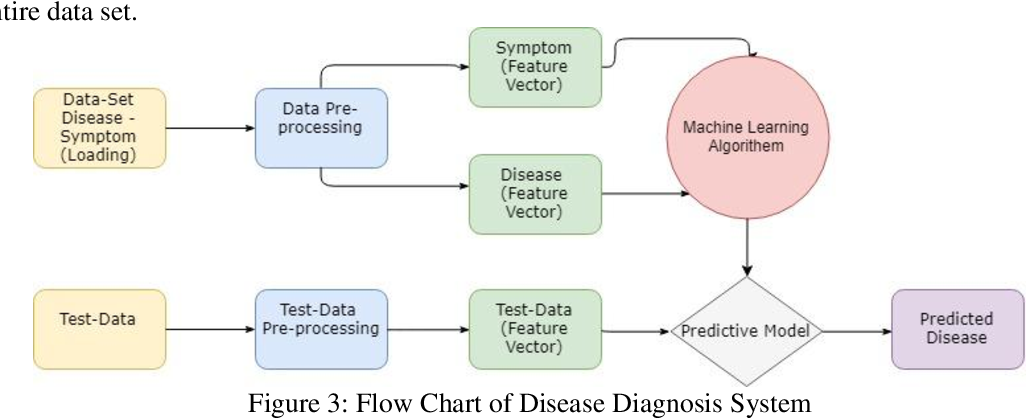 ntire data set.
Symptom
(Feature
Vector)
Data-Set
Disease -
Symptom
(Loading)
Data Pre-
processing
Machine Learning
Algorithem
Disease
(Feature
Vector)
Test-Data
Test-Data
Pre-processing
Test-Data
(Feature
Vector)
Predictive Model
Predicted
Disease
Figure 3: Flow Chart of Disease Diagnosis System